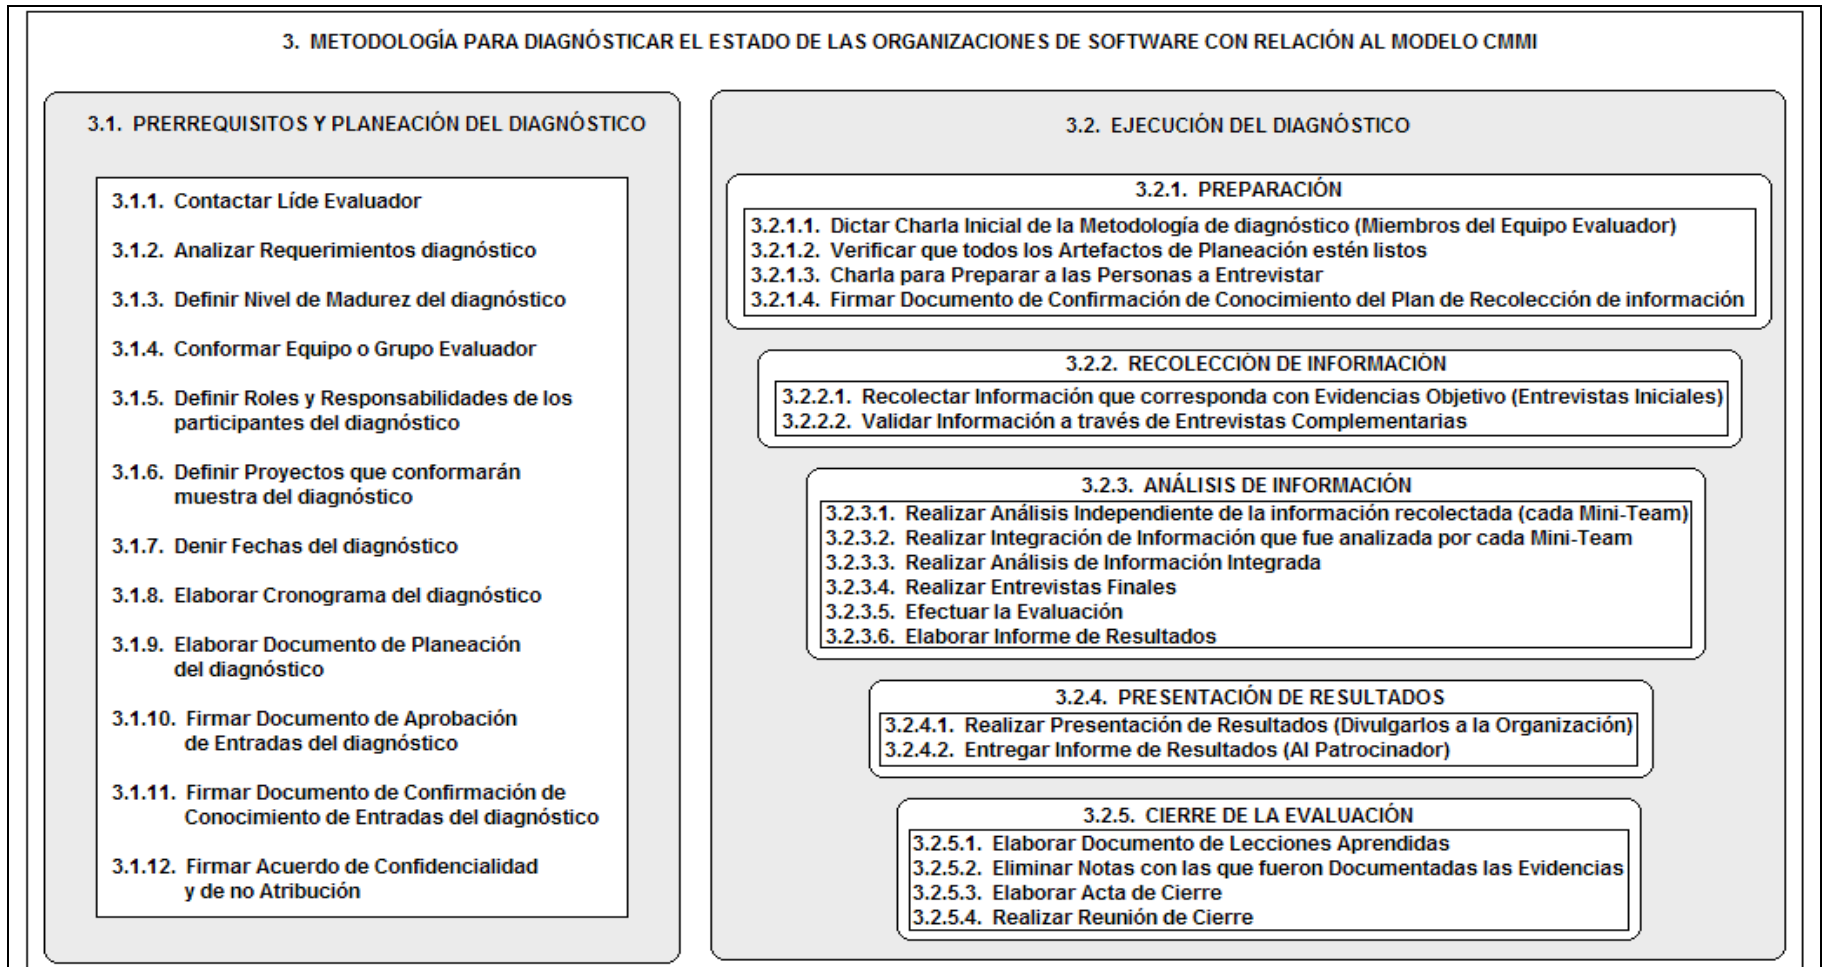 3. METODOLOGÍA PARA DIAGNÓSTICAR EL ESTADO DE LAS ORGANIZACIONES DE SOFTWARE CON RELACIÓN AL MODELO CMMI
3.1. PRERREQUISITOS Y PLANEACIÓN DEL DIAGNÓSTICO
3.1.1. Contactar Líde Evaluador
3.1.2. Analizar Requerimientos diagnóstico
3.1.3. Definir Nivel de Madurez del diagnóstico
3.1.4. Conformar Equipo o Grupo Evaluador
3.1.5. Definir Roles y Responsabilidades de los
participantes del diagnóstico
3.1.6. Definir Proyectos que conformarán
muestra del diagnóstico
3.1.7. Denir Fechas del diagnóstico
3.1.8. Elaborar Cronograma del diagnóstico
3.1.9. Elaborar Documento de Planeación
del diagnóstico
3.1.10. Firmar Documento de Aprobación
de Entradas del diagnóstico
3.1.11. Firmar Documento de Confirmación de
Conocimiento de Entradas del diagnóstico
3.1.12. Firmar Acuerdo de Confidencialidad
y de no Atribución
3.2. EJECUCIÓN DEL DIAGNÓSTICO
3.2.1. PREPARACIÓN
3.2.1.1. Dictar Charla Inicial de la Metodología de diagnóstico (Miembros del Equipo Evaluador)
3.2.1.2. Verificar que todos los Artefactos de Planeación estén listos
3.2.1.3. Charla para Preparar a las Personas a Entrevistar
3.2.1.4. Firmar Documento de Confirmación de Conocimiento del Plan de Recolección de información
3.2.2. RECOLECCIÓN DE INFORMACIÓN
3.2.2.1. Recolectar Información que corresponda con Evidencias Objetivo (Entrevistas Iniciales)
3.2.2.2. Validar Información a través de Entrevistas Complementarias
3.2.3. ANÁLISIS DE INFORMACIÓN
3.2.3.1. Realizar Análisis Independiente de la información recolectada (cada Mini-Team)
3.2.3.2. Realizar Integración de Información que fue analizada por cada Mini-Team
3.2.3.3. Realizar Análisis de Información Integrada
3.2.3.4. Realizar Entrevistas Finales
3.2.3.5. Efectuar la Evaluación
3.2.3.6. Elaborar Informe de Resultados
3.2.4. PRESENTACIÓN DE RESULTADOS
3.2.4.1. Realizar Presentación de Resultados (Divulgarlos a la Organización)
3.2.4.2. Entregar Informe de Resultados (Al Patrocinador)
3.2.5. CIERRE DE LA EVALUACIÓN
3.2.5.1. Elaborar Documento de Lecciones Aprendidas
3.2.5.2. Eliminar Notas con las que fueron Documentadas las Evidencias
3.2.5.3. Elaborar Acta de Cierre
3.2.5.4. Realizar Reunión de Cierre